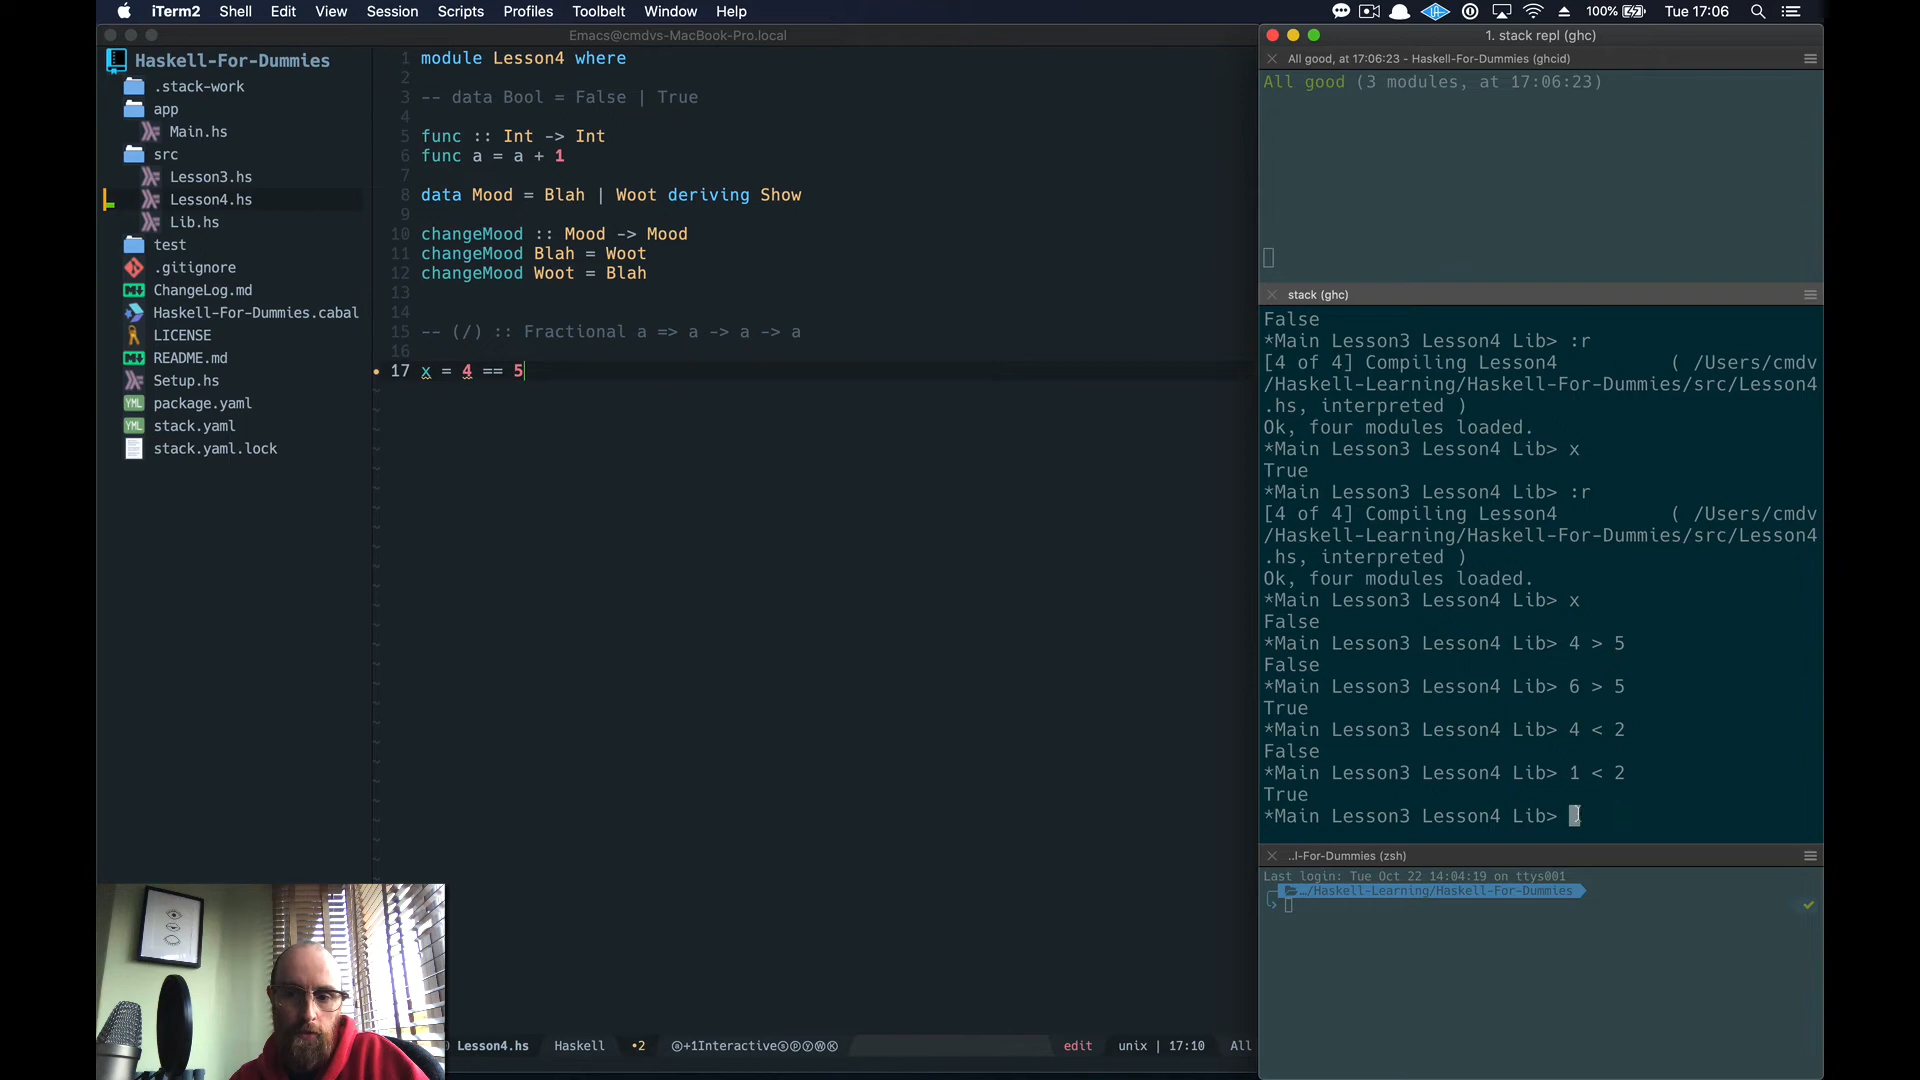 iTerm2 Shell Edit View Session Scripts Profiles Toolbelt Window Help 100% Tue 17:06
Emacs@cmdvs-MacBook-Pro.local
Haskell-For-Dummies
.stack-work
app
Main.hs
src
Lesson3.hs
Lesson4.hs
Lib.hs
test
.gitignore
ChangeLog.md
Haskell-For-Dummies.cabal
LICENSE
README.md
Setup.hs
package.yaml
stack.yaml
stack.yaml.lock
1 module Lesson4 where
2
3 -- data Bool = False | True
4
5 func :: Int -> Int
6 func a = a + 1
7
8 data Mood = Blah | Woot deriving Show
9
10 changeMood :: Mood -> Mood
11 changeMood Blah = Woot
12 changeMood Woot = Blah
13
14
15 -- (/) :: Fractional a => a -> a -> a
16
17 x = 4 == 5
Lesson4.hs Haskell •2 ⓐ+1Interactiveⓢⓟⓨⓦⓚ edit unix | 17:10 All
1. stack repl (ghc)
All good, at 17:06:23 - Haskell-For-Dummies (ghcid)
All good (3 modules, at 17:06:23)
stack (ghc)
False
*Main Lesson3 Lesson4 Lib> :r
[4 of 4] Compiling Lesson4 ( /Users/cmdv
/Haskell-Learning/Haskell-For-Dummies/src/Lesson4
.hs, interpreted )
Ok, four modules loaded.
*Main Lesson3 Lesson4 Lib> x
True
*Main Lesson3 Lesson4 Lib> :r
[4 of 4] Compiling Lesson4 ( /Users/cmdv
/Haskell-Learning/Haskell-For-Dummies/src/Lesson4
.hs, interpreted )
Ok, four modules loaded.
*Main Lesson3 Lesson4 Lib> x
False
*Main Lesson3 Lesson4 Lib> 4 > 5
False
*Main Lesson3 Lesson4 Lib> 6 > 5
True
*Main Lesson3 Lesson4 Lib> 4 < 2
False
*Main Lesson3 Lesson4 Lib> 1 < 2
True
*Main Lesson3 Lesson4 Lib>
..l-For-Dummies (zsh)
Last login: Tue Oct 22 14:04:19 on ttys001
…/Haskell-Learning/Haskell-For-Dummies